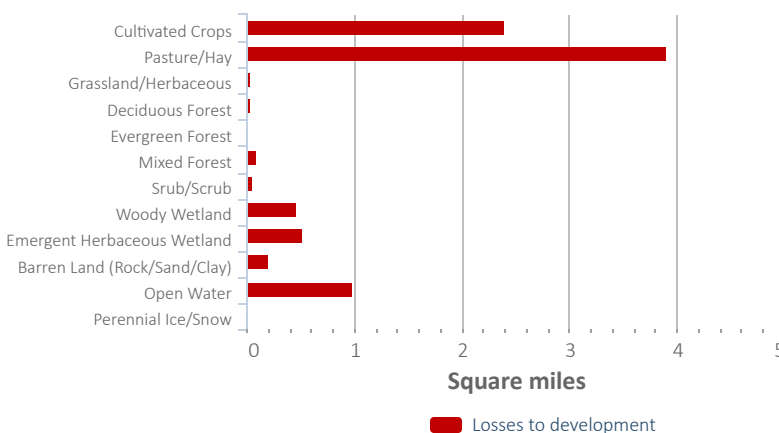 Cultivated Crops
Pasture/Hay
Grassland/Herbaceous
Deciduous Forest
Evergreen Forest
Mixed Forest
Srub/Scrub
Woody Wetland
Emergent Herbaceous Wetland
Barren Land (Rock/Sand/Clay)
Open Water
Perennial Ice/Snow
0 1 2 3 4 5
Square miles
Losses to development